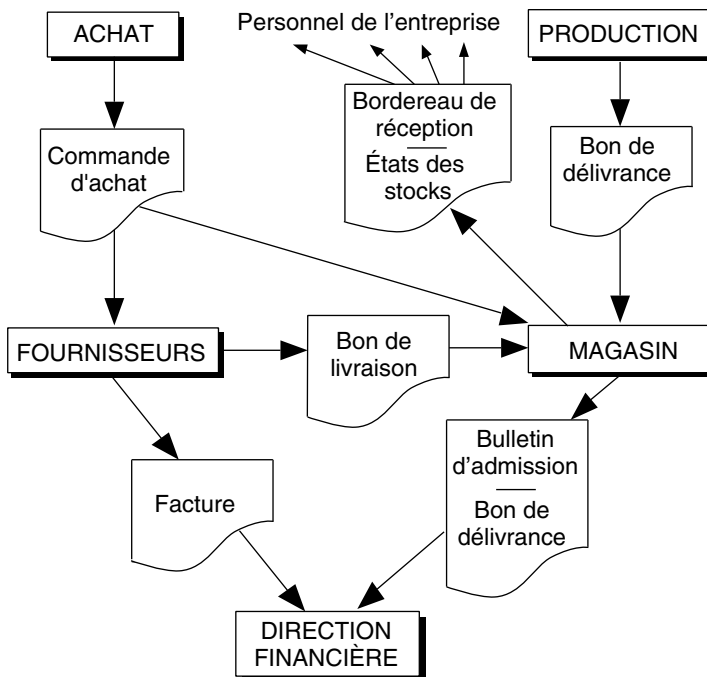 ACHAT
Personnel de l’entreprise
PRODUCTION
Bordereau de
réception
États des
stocks
Commande
d'achat
Bon de
délivrance
FOURNISSEURS
Bon de
livraison
MAGASIN
Facture
Bulletin
d’admission
Bon de
délivrance
DIRECTION
FINANCIÈRE